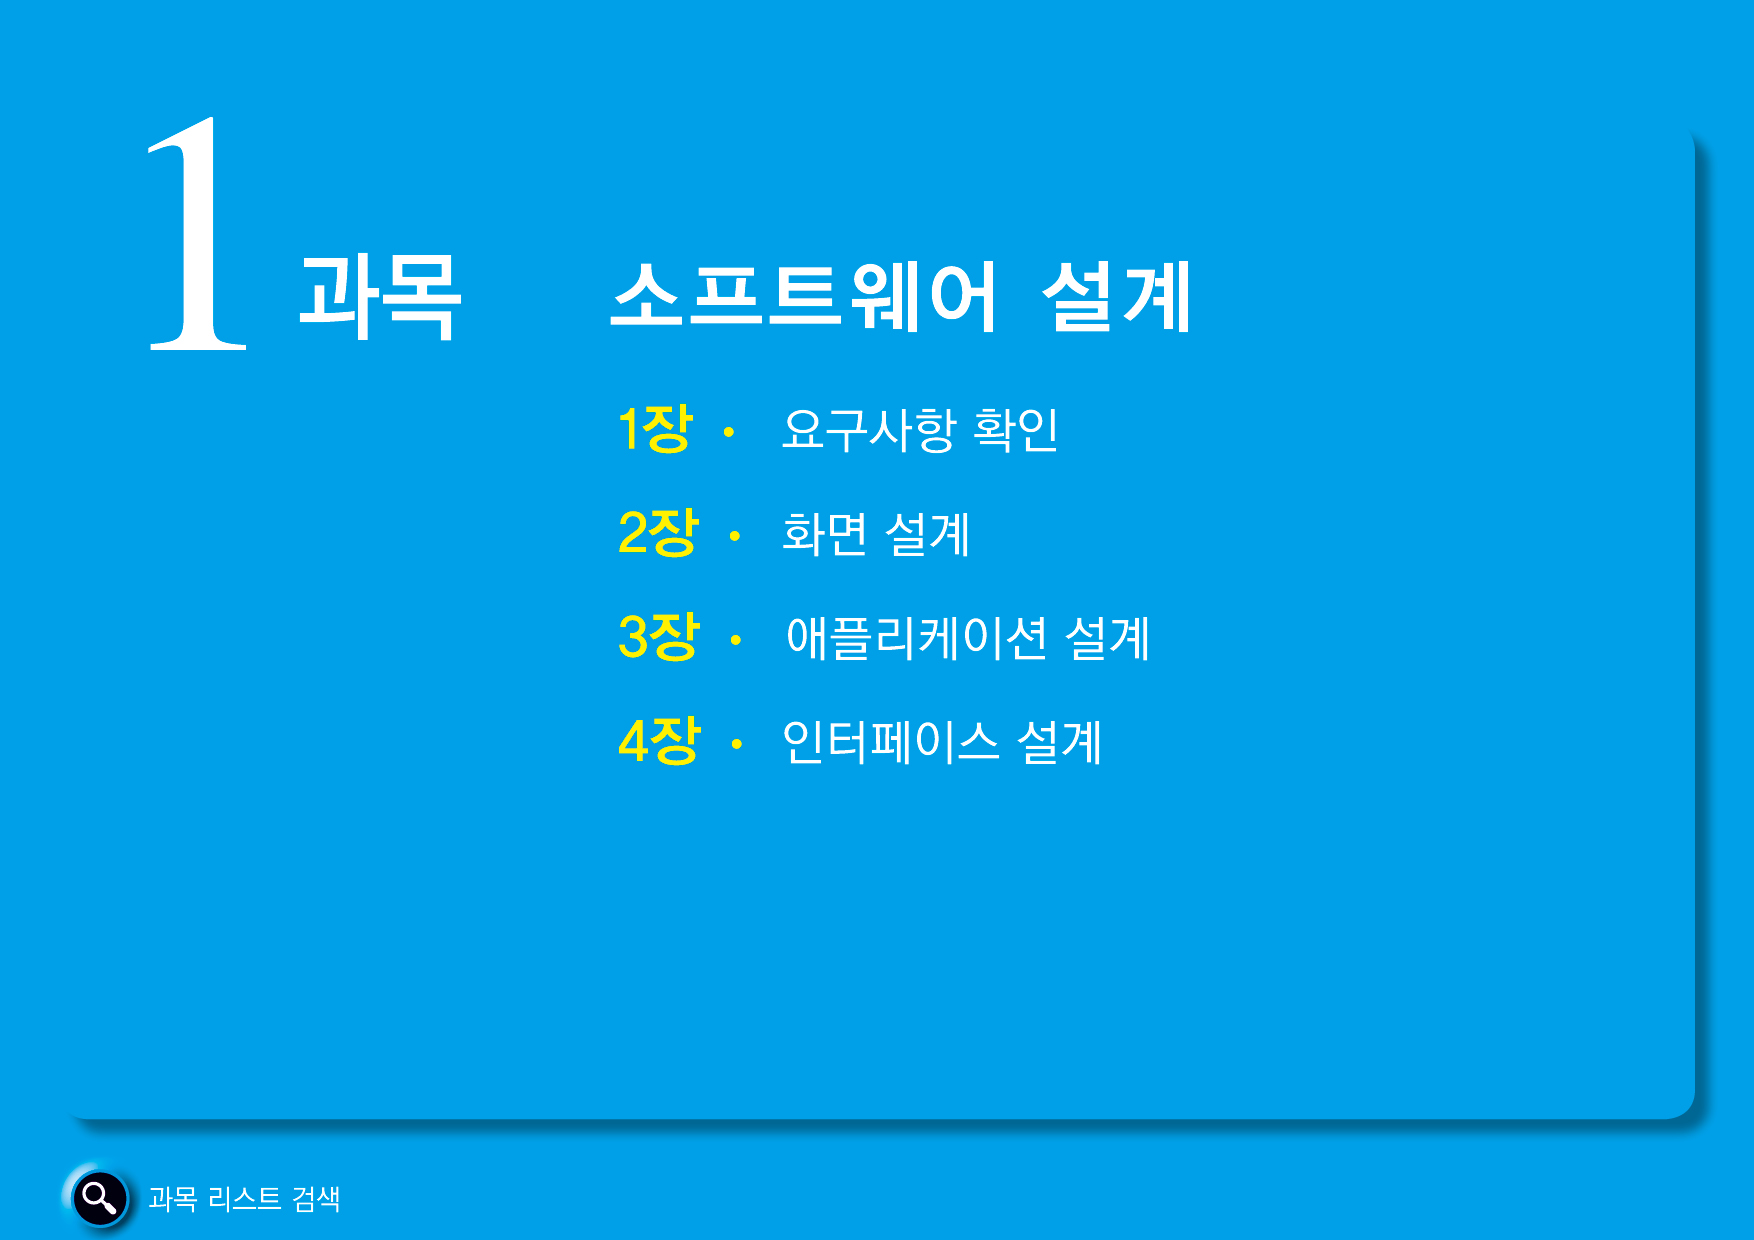 1과목 소프트웨어 설계
1장 • 요구사항 확인
2장 • 화면 설계
3장 • 애플리케이션 설계
4장 • 인터페이스 설계
과목 리스트 검색